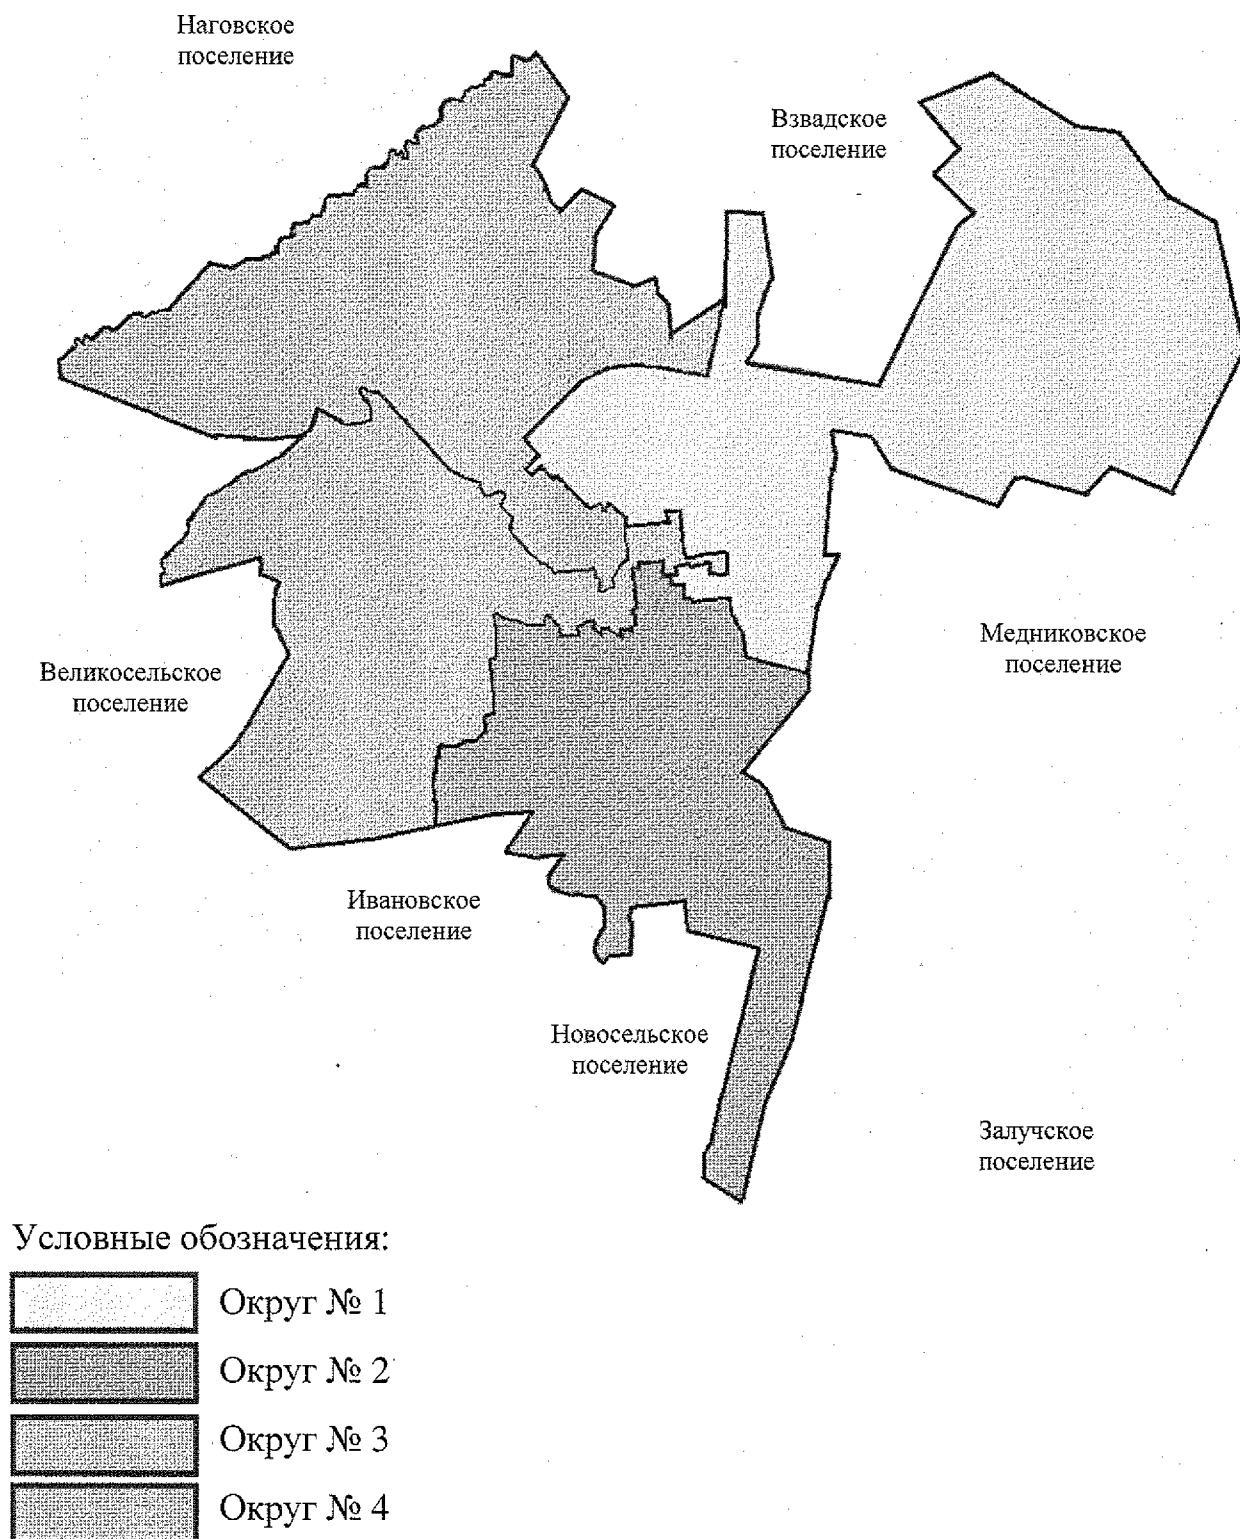 Наговское
поселение
Взвадское
поселение
Медниковское
поселение
Великосельское
поселение
Ивановское
поселение
Новосельское
поселение
Залучское
поселение
Условные обозначения:
Округ № 1
Округ № 2
Округ № 3
Округ № 4